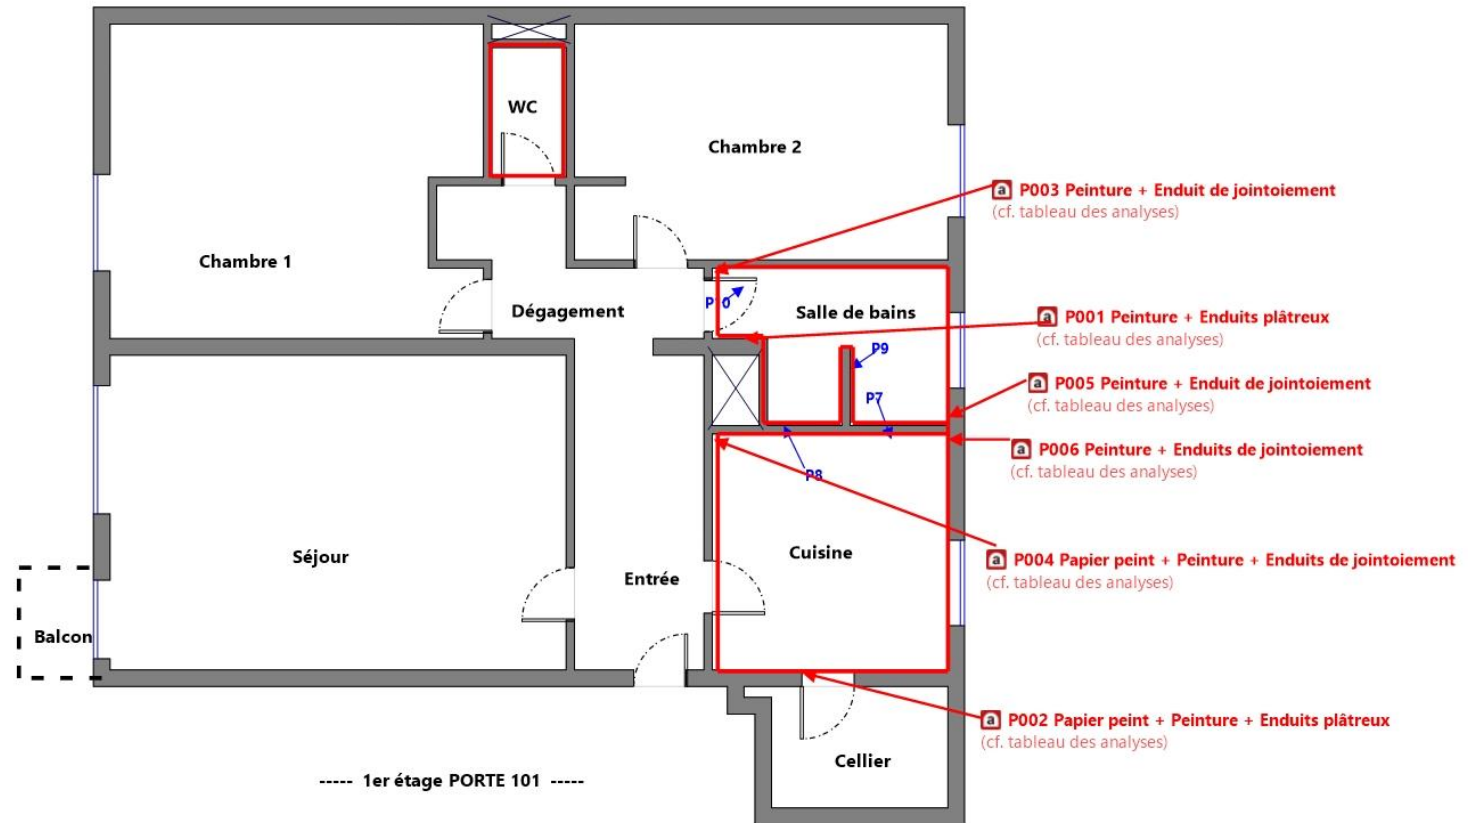 WC
Chambre 2
a P003 Peinture + Enduit de jointoiement
(cf. tableau des analyses)
Chambre 1
P10
Dégagement
Salle de bains
a P001 Peinture + Enduits plâtreux
(cf. tableau des analyses)
P9
a P005 Peinture + Enduit de jointoiement
(cf. tableau des analyses)
P7
a P006 Peinture + Enduits de jointoiement
(cf. tableau des analyses)
P8
Séjour
Cuisine
a P004 Papier peint + Peinture + Enduits de jointoiement
(cf. tableau des analyses)
Entrée
Balcon
a P002 Papier peint + Peinture + Enduits plâtreux
(cf. tableau des analyses)
Cellier
----- 1er étage PORTE 101 -----